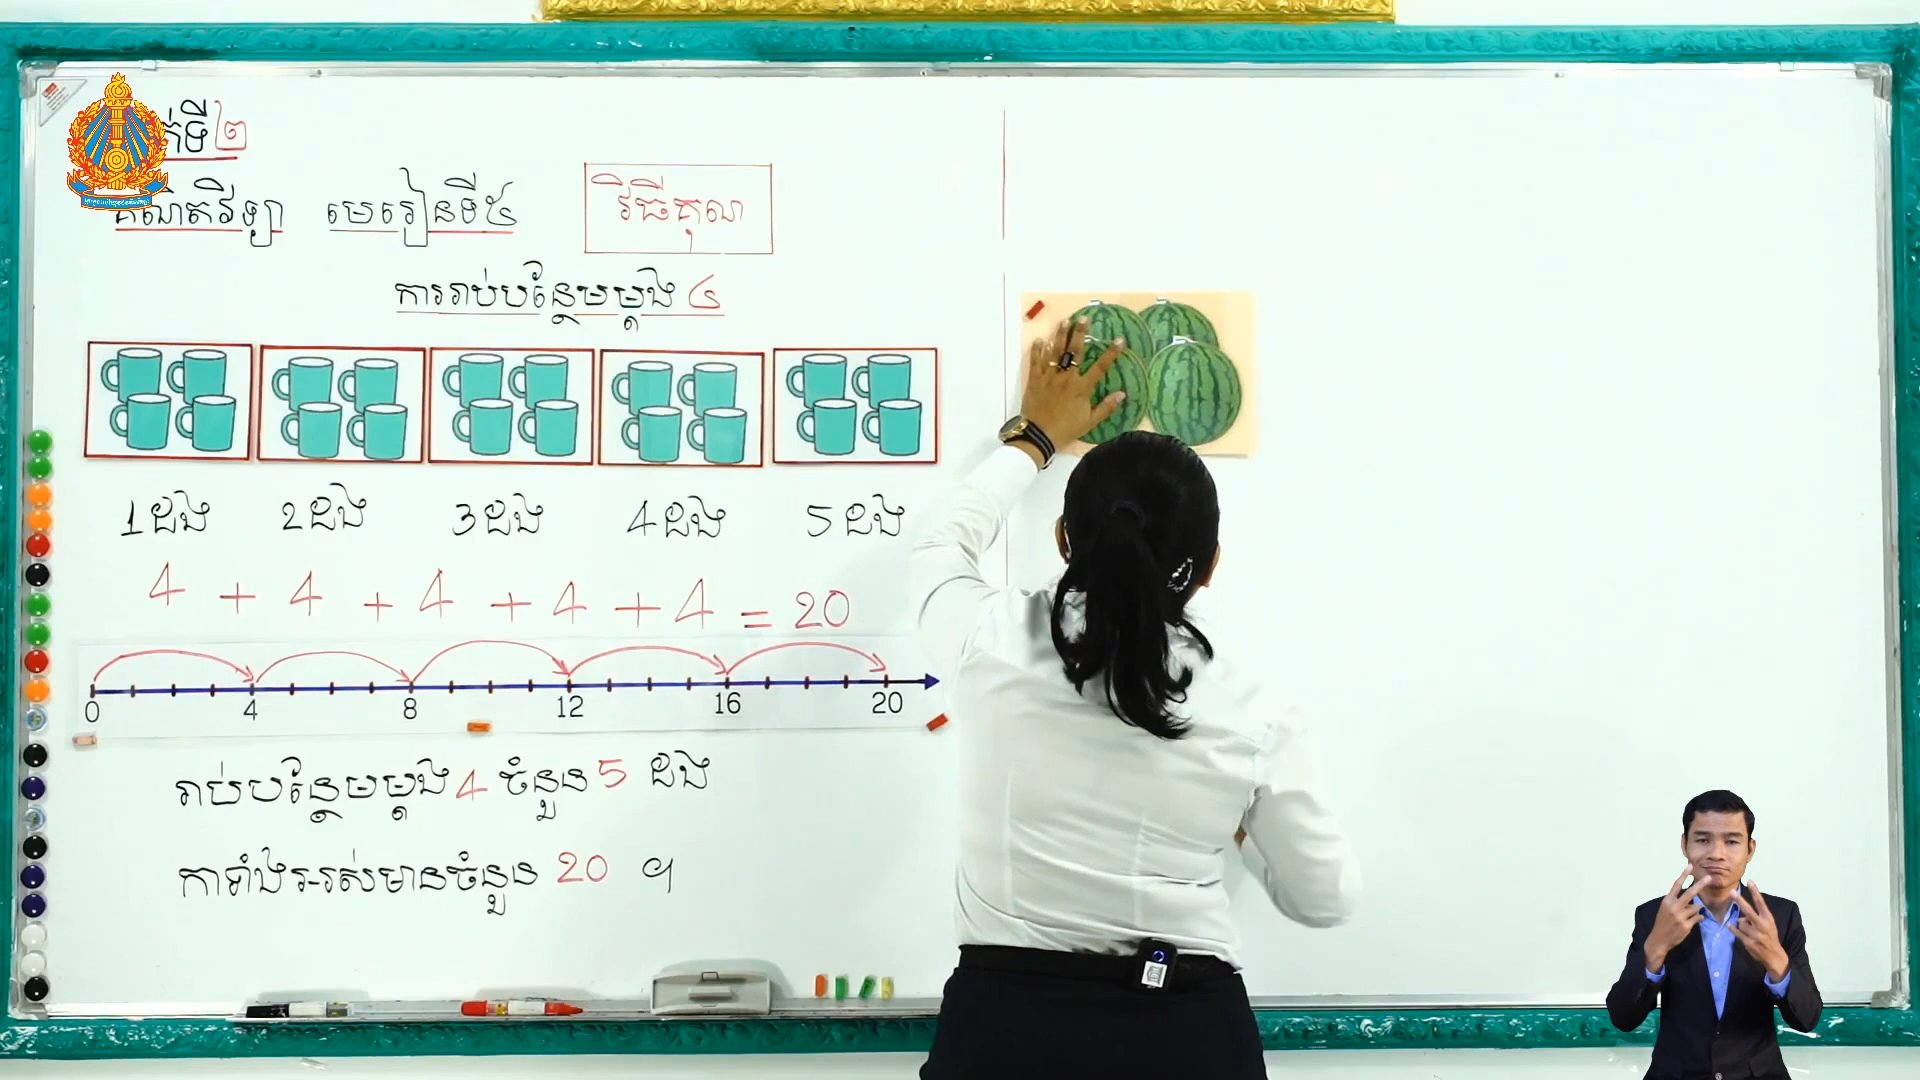 ក់ទី២
គណិតវិទ្យា មេរៀនទី៥ វិធីគុណ
ការរាប់បន្ថែមម្តង ៤
1ដង 2ដង 3ដង 4ដង 5ដង
4 + 4 + 4 + 4 + 4 = 20
0 4 8 12 16 20
រាប់បន្ថែមម្តង 4 ចំនួន 5 ដង
កាទាំងអស់មានចំនួន 20 ។